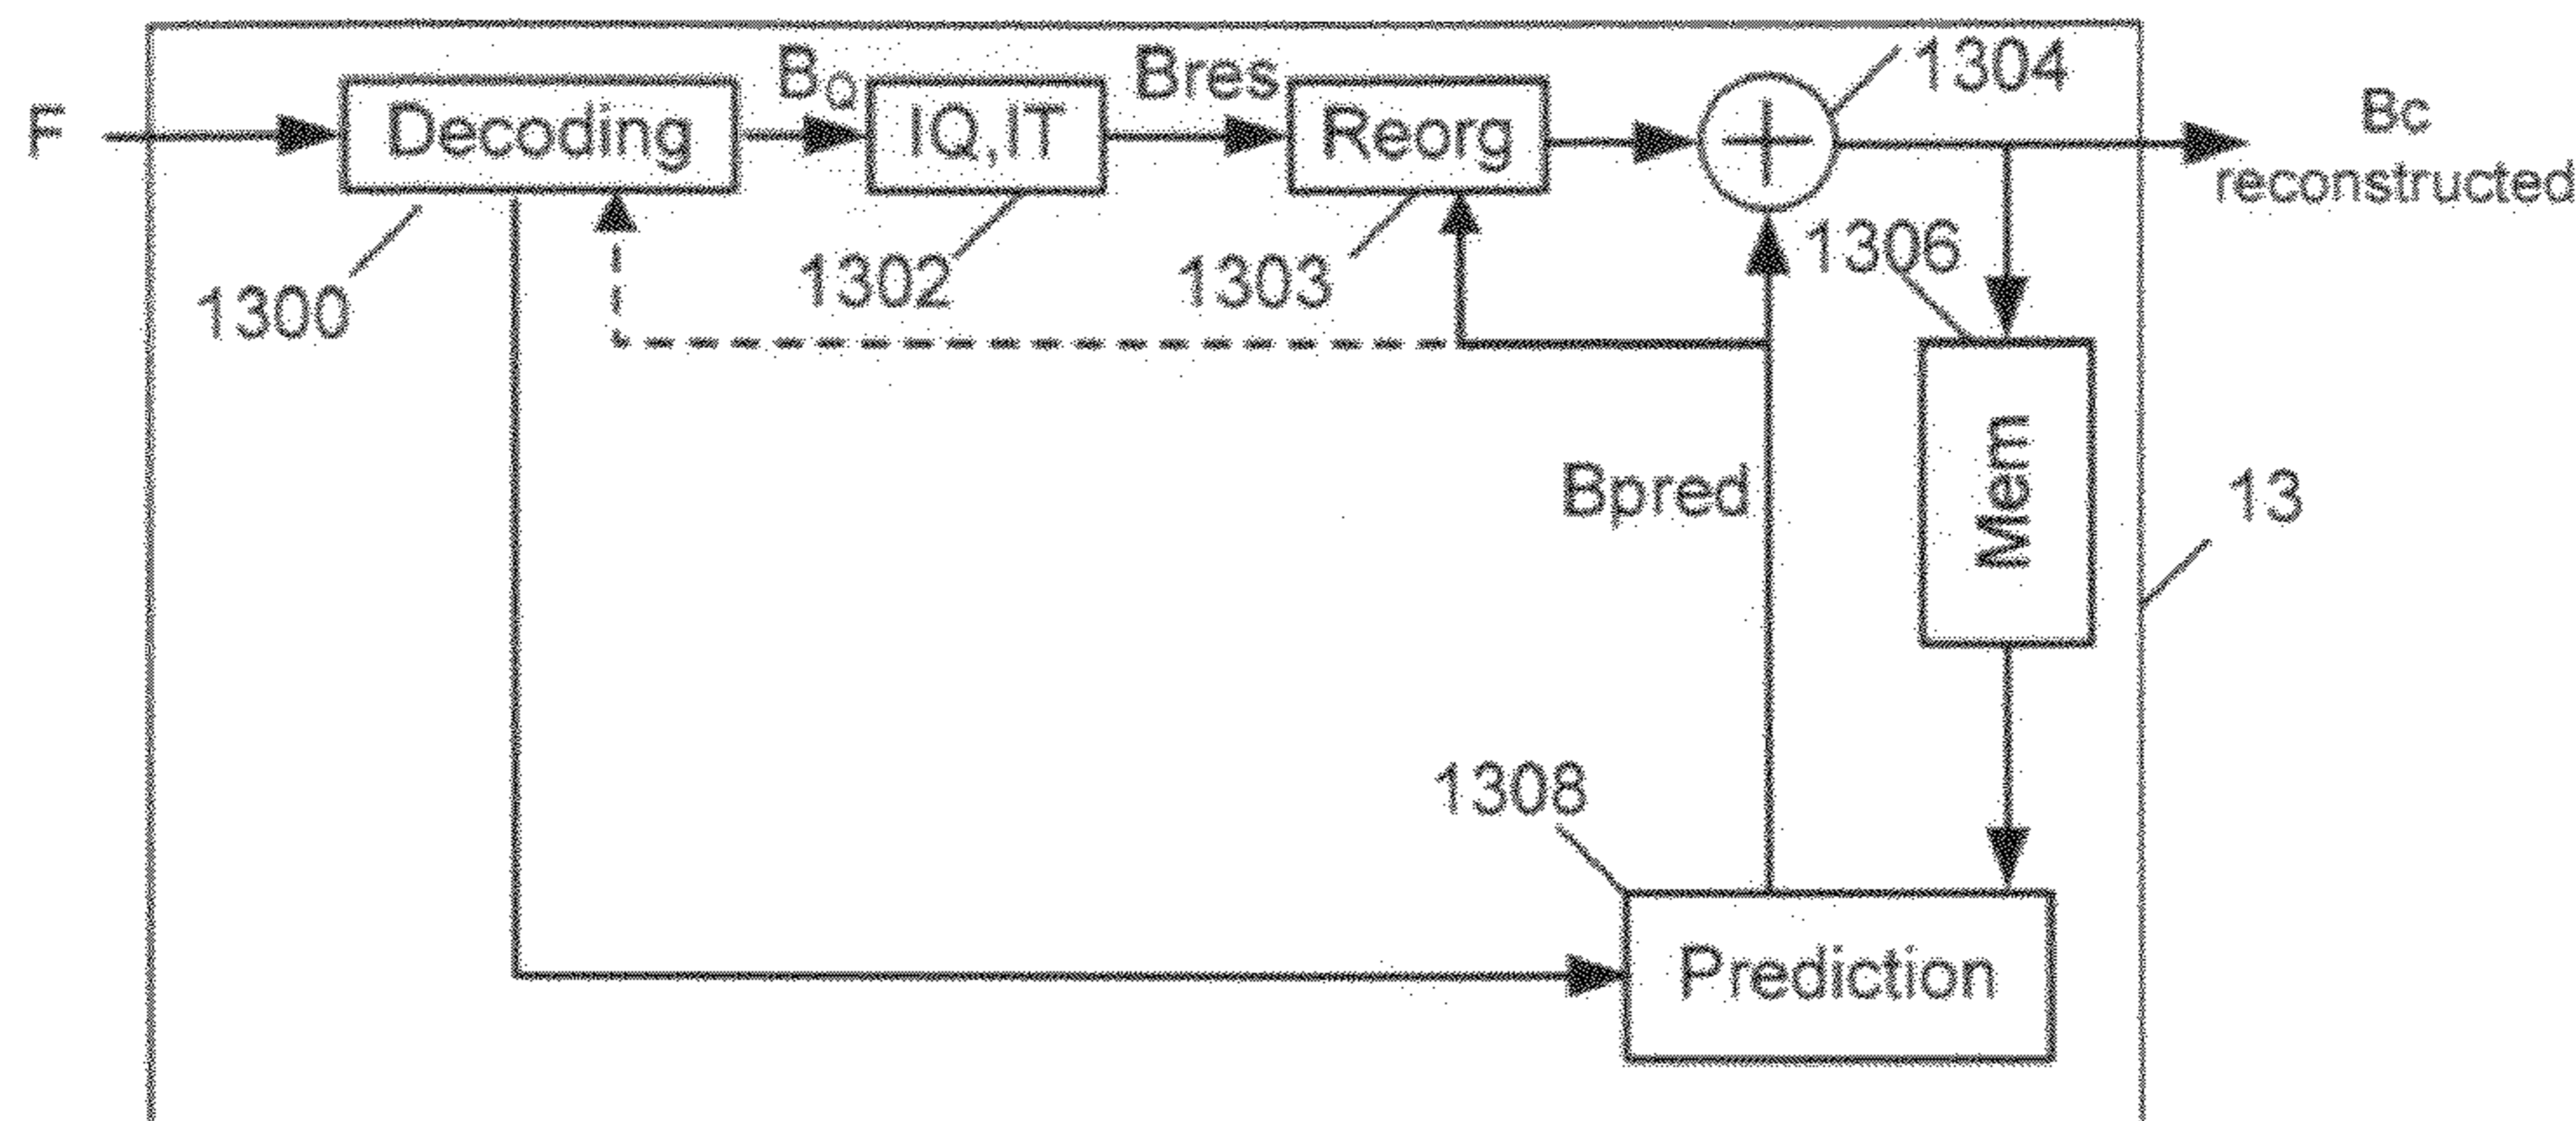 F
Decoding
BQ
IQ,IT
Bres
Reorg
1304
Bc
reconstructed
1300
1302
1303
1306
Mem
Bpred
13
1308
Prediction